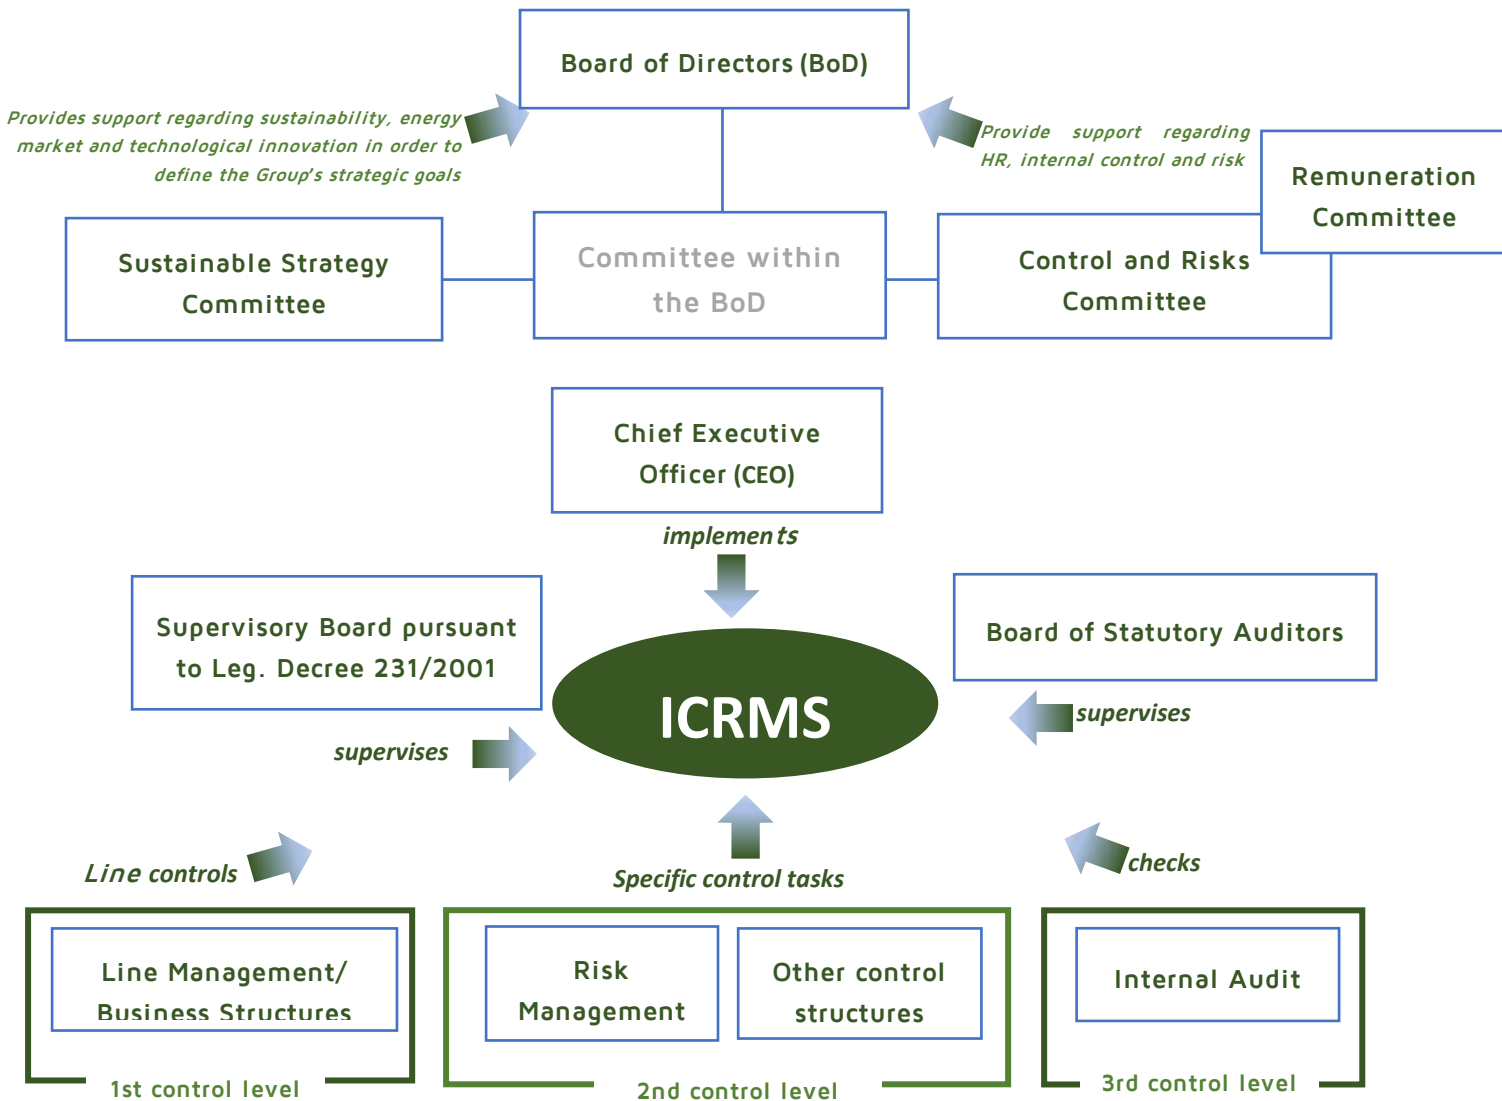 Board of Directors (BoD)
Provides support regarding sustainability, energy
market and technological innovation in order to
define the Group's strategic goals
Provide support regarding
HR, internal control and risk
Remuneration
Committee
Sustainable Strategy
Committee
Committee within
the BoD
Control and Risks
Committee
Chief Executive
Officer (CEO)
implements
Supervisory Board pursuant
to Leg. Decree 231/2001
Board of Statutory Auditors
ICRMS
supervises
supervises
Line controls
Specific control tasks
checks
Line Management/
Business Structures
Risk
Management
Other control
structures
Internal Audit
1st control level
2nd control level
3rd control level